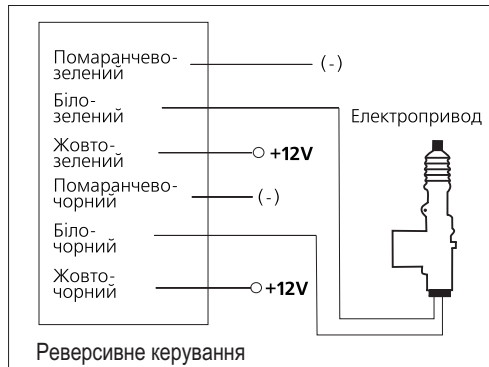 Помаранчево-
зелений
(-)
Біло-
зелений
Електропривод
Жовто-
зелений
+12V
Помаранчево-
чорний
(-)
Біло-
чорний
Жовто-
чорний
+12V
Реверсивне керування